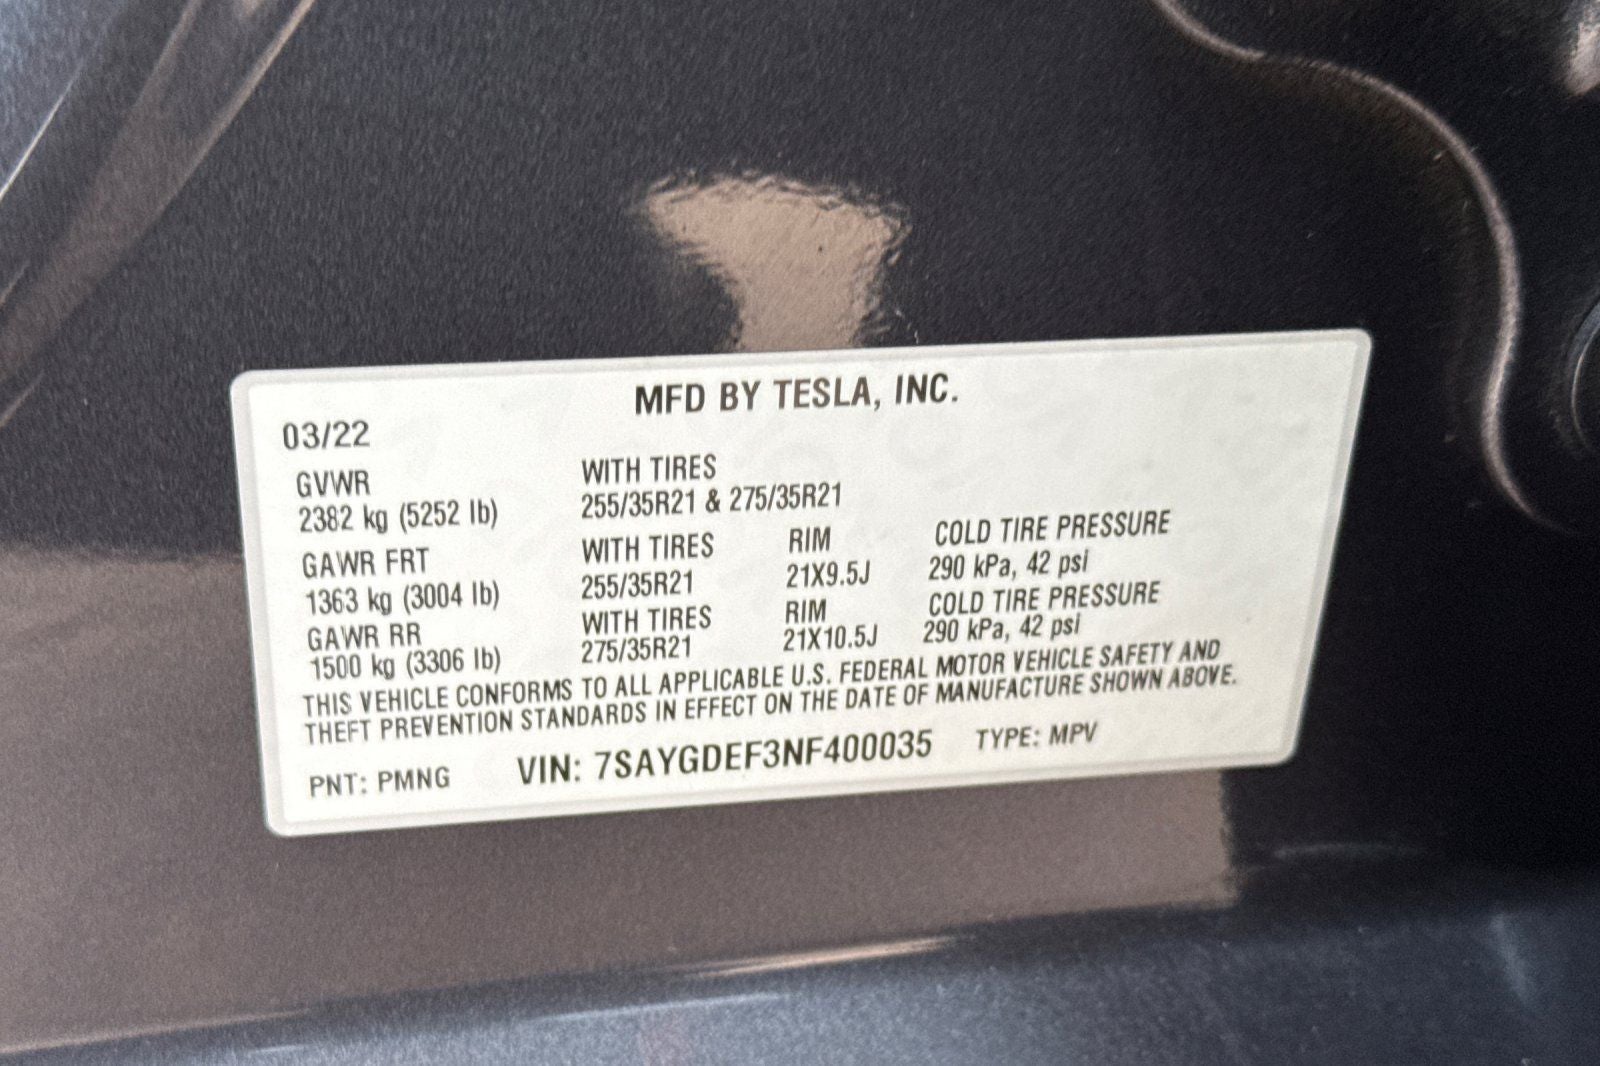 MFD BY TESLA, INC.
03/22
GVWR WITH TIRES
2382 kg (5252 lb) 255/35R21 & 275/35R21
GAWR FRT WITH TIRES RIM COLD TIRE PRESSURE
1363 kg (3004 lb) 255/35R21 21X9.5J 290 kPa, 42 psi
GAWR RR WITH TIRES RIM COLD TIRE PRESSURE
1500 kg (3306 lb) 275/35R21 21X10.5J 290 kPa, 42 psi
THIS VEHICLE CONFORMS TO ALL APPLICABLE U.S. FEDERAL MOTOR VEHICLE SAFETY AND
THEFT PREVENTION STANDARDS IN EFFECT ON THE DATE OF MANUFACTURE SHOWN ABOVE.
PNT: PMNG VIN: 7SAYGDEF3NF400035 TYPE: MPV